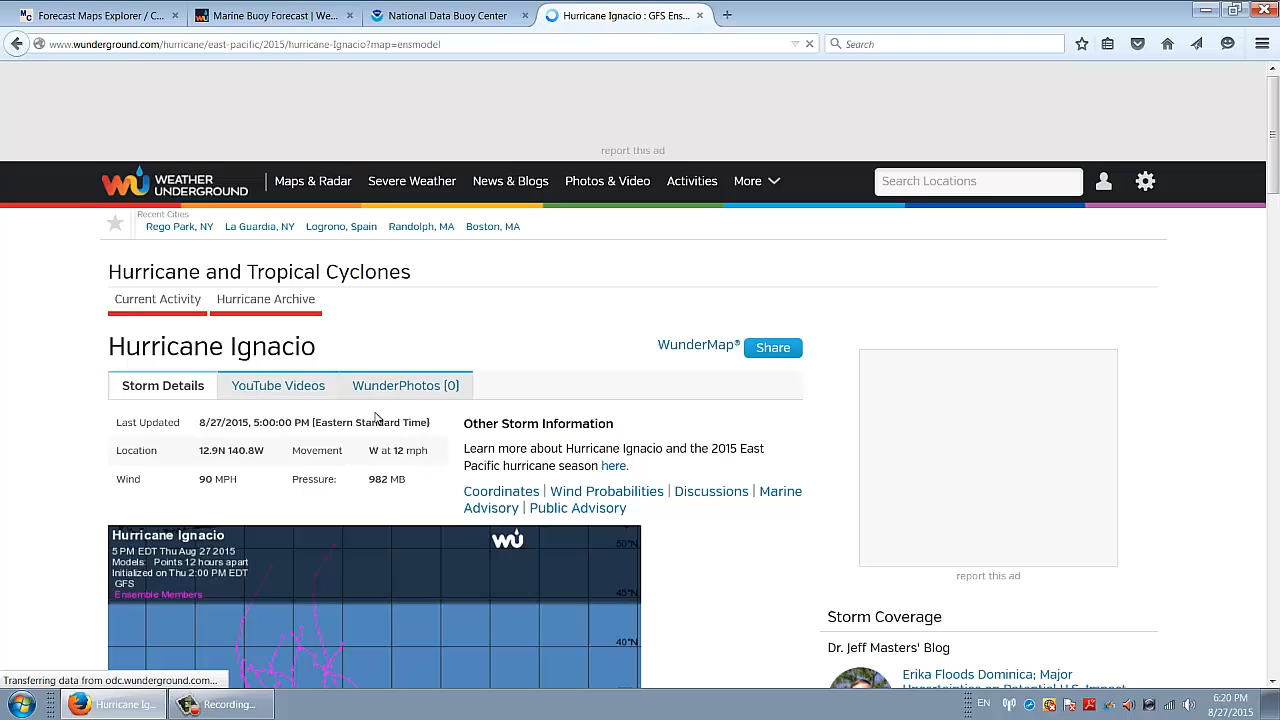 Forecast Maps Explorer / C...
Marine Buoy Forecast | We...
National Data Buoy Center
Hurricane Ignacio - GFS Ens...
www.wunderground.com/hurricane/east-pacific/2015/hurricane-Ignacio?map=ensmodel
Search
report this ad
WEATHER UNDERGROUND
Maps & Radar Severe Weather News & Blogs Photos & Video Activities More
Search Locations
Recent Cities
Rego Park, NY La Guardia, NY Logrono, Spain Randolph, MA Boston, MA
Hurricane and Tropical Cyclones
Current Activity Hurricane Archive
Hurricane Ignacio
WunderMap® Share
Storm Details YouTube Videos WunderPhotos (0)
Last Updated 8/27/2015, 5:00:00 PM (Eastern Standard Time)
Location 12.9N 140.8W Movement W at 12 mph
Wind 90 MPH Pressure: 982 MB
Other Storm Information
Learn more about Hurricane Ignacio and the 2015 East
Pacific hurricane season here.
Coordinates | Wind Probabilities | Discussions | Marine
Advisory | Public Advisory
Hurricane Ignacio
5 PM EDT Thu Aug 27 2015
Models: Points 12 hours apart
Initialized on Thu 2:00 PM EDT
GFS
Ensemble Members
wu
50°N
45°N
40°N
report this ad
Storm Coverage
Dr. Jeff Masters' Blog
Erika Floods Dominica; Major
Uncertainties on Potential U.S. Impact
Transferring data from odc.wunderground.com...
Hurricane Ig...
Recording...
EN
6:20 PM
8/27/2015